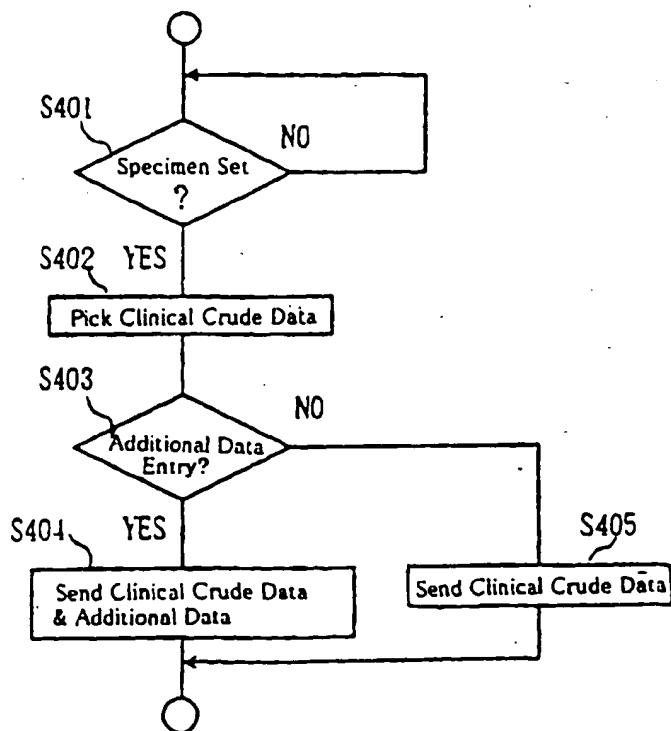 S401
NO
Specimen Set
?
S402
YES
Pick Clinical Crude Data
S403
NO
Additional Data
Entry?
S404
YES
S405
Send Clinical Crude Data
& Additional Data
Send Clinical Crude Data